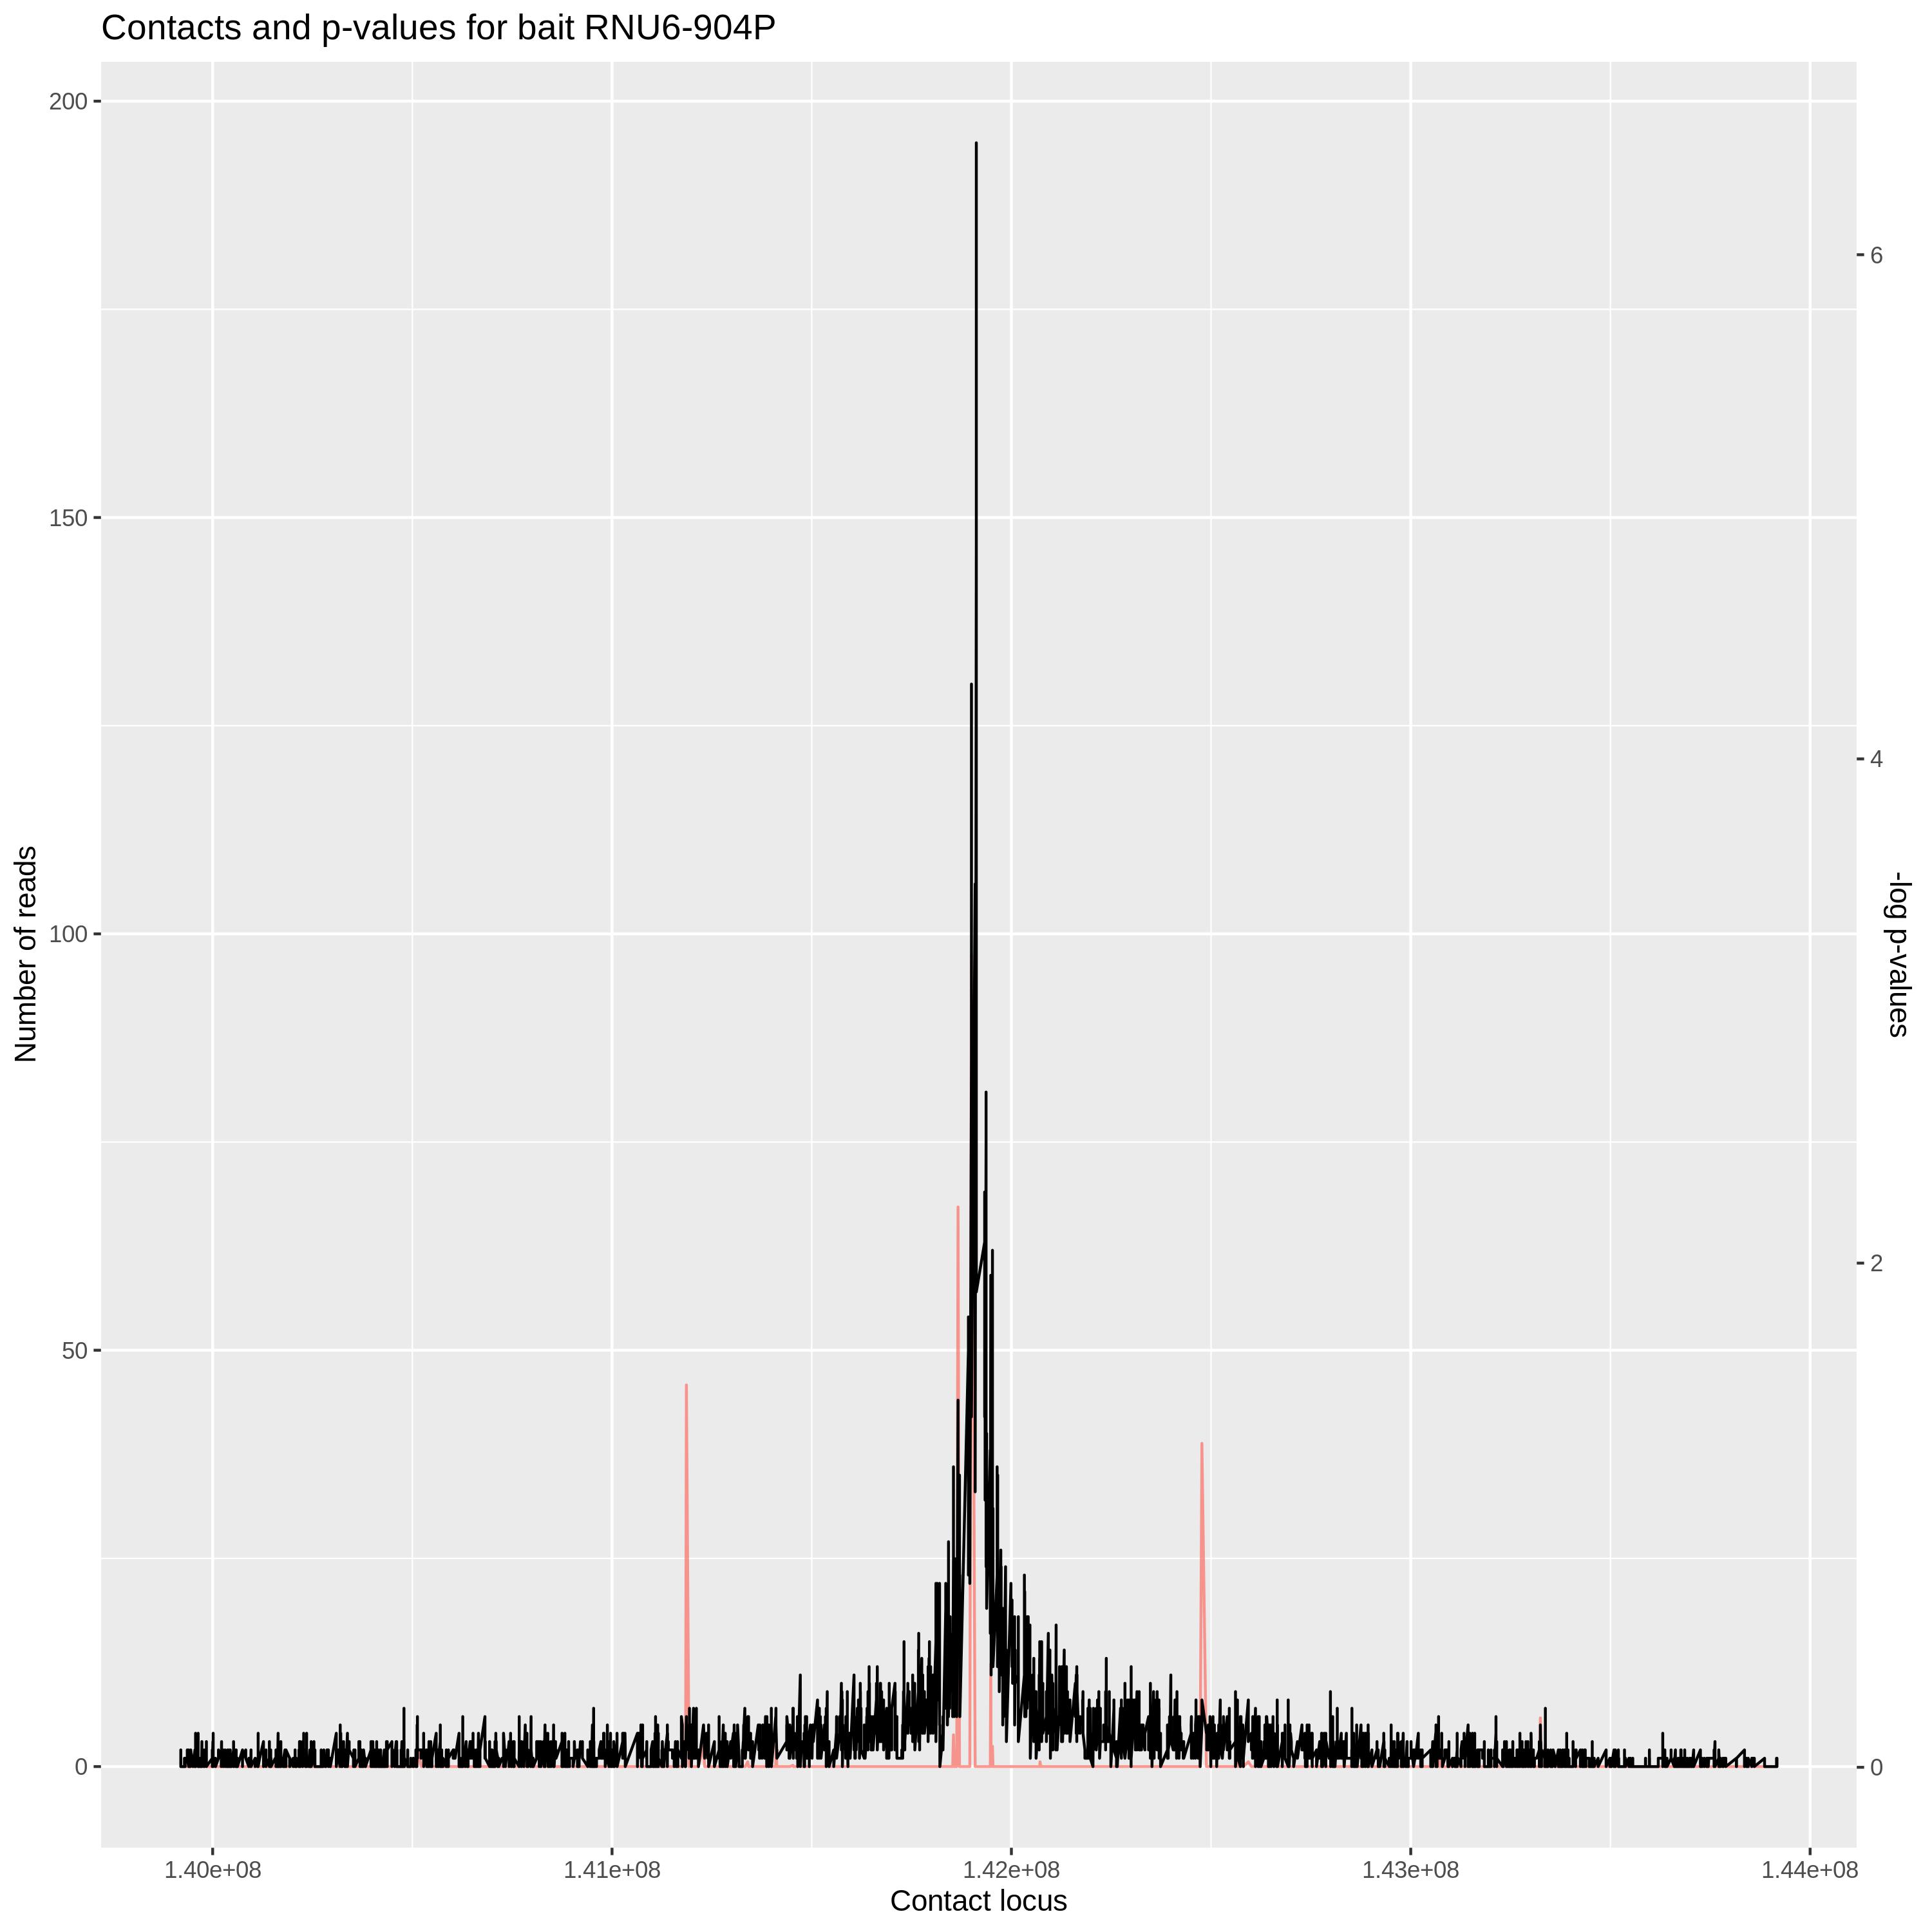 Contacts and p-values for bait RNU6-904P
Number of reads
200
150
100
50
0
6
4
2
0
-log p-values
1.40e+08
1.41e+08
1.42e+08
1.43e+08
1.44e+08
Contact locus